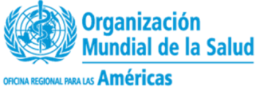 Organización
Mundial de la Salud
OFICINA REGIONAL PARA LAS Américas